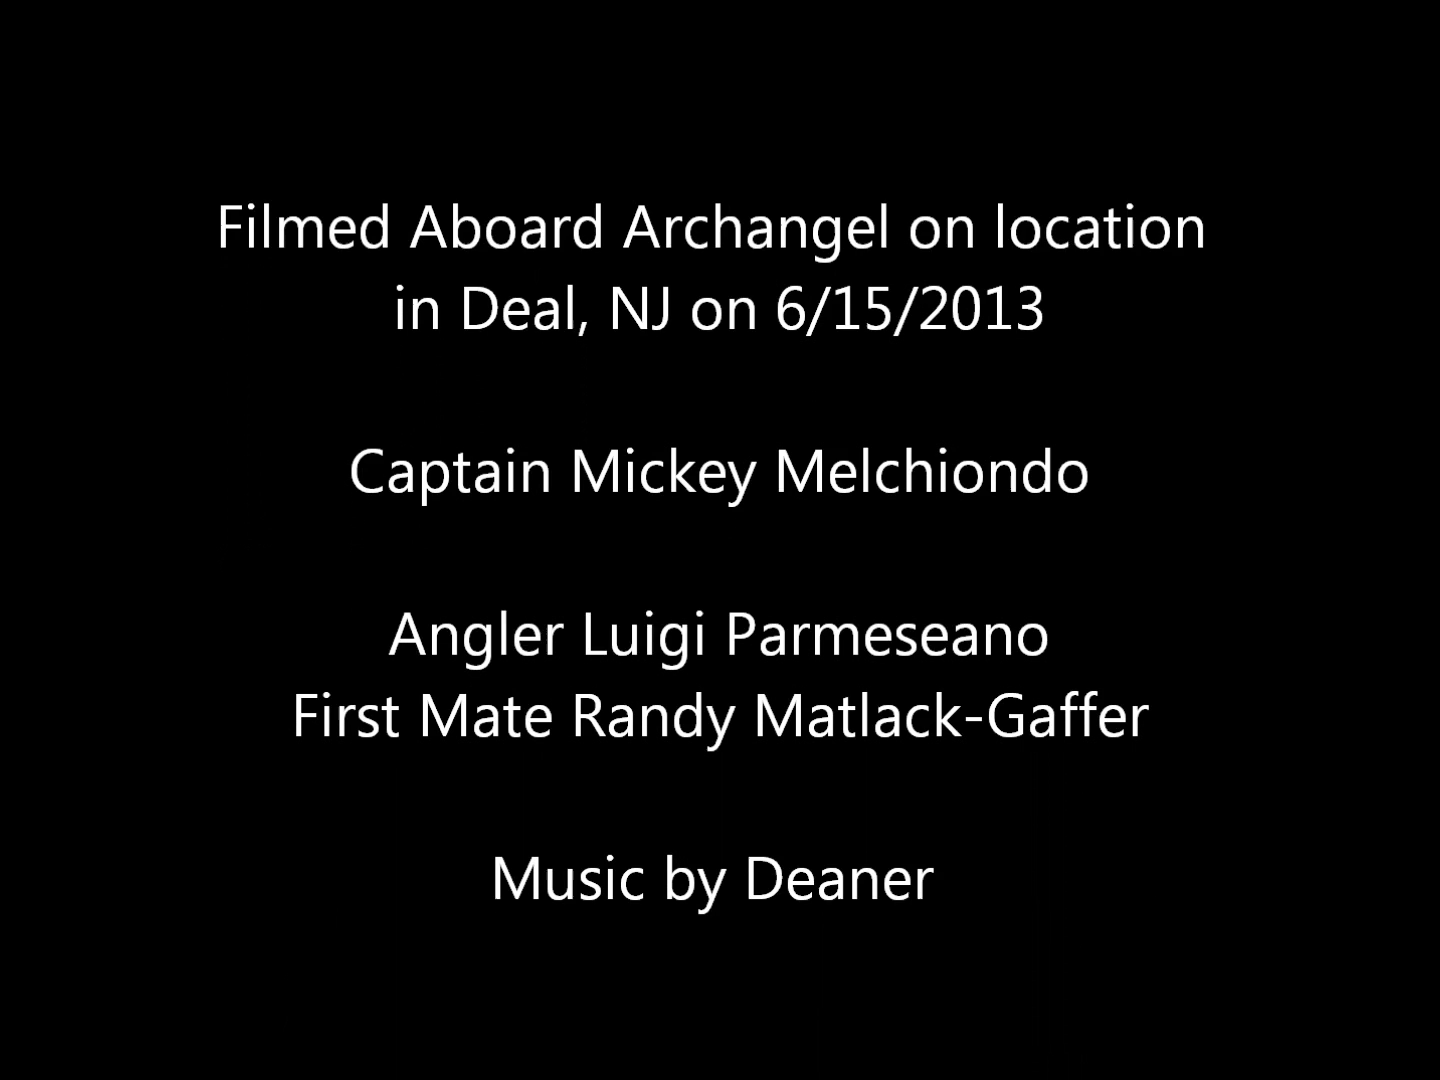 Filmed Aboard Archangel on location
in Deal, NJ on 6/15/2013
Captain Mickey Melchiondo
Angler Luigi Parmeseano
First Mate Randy Matlack-Gaffer
Music by Deaner